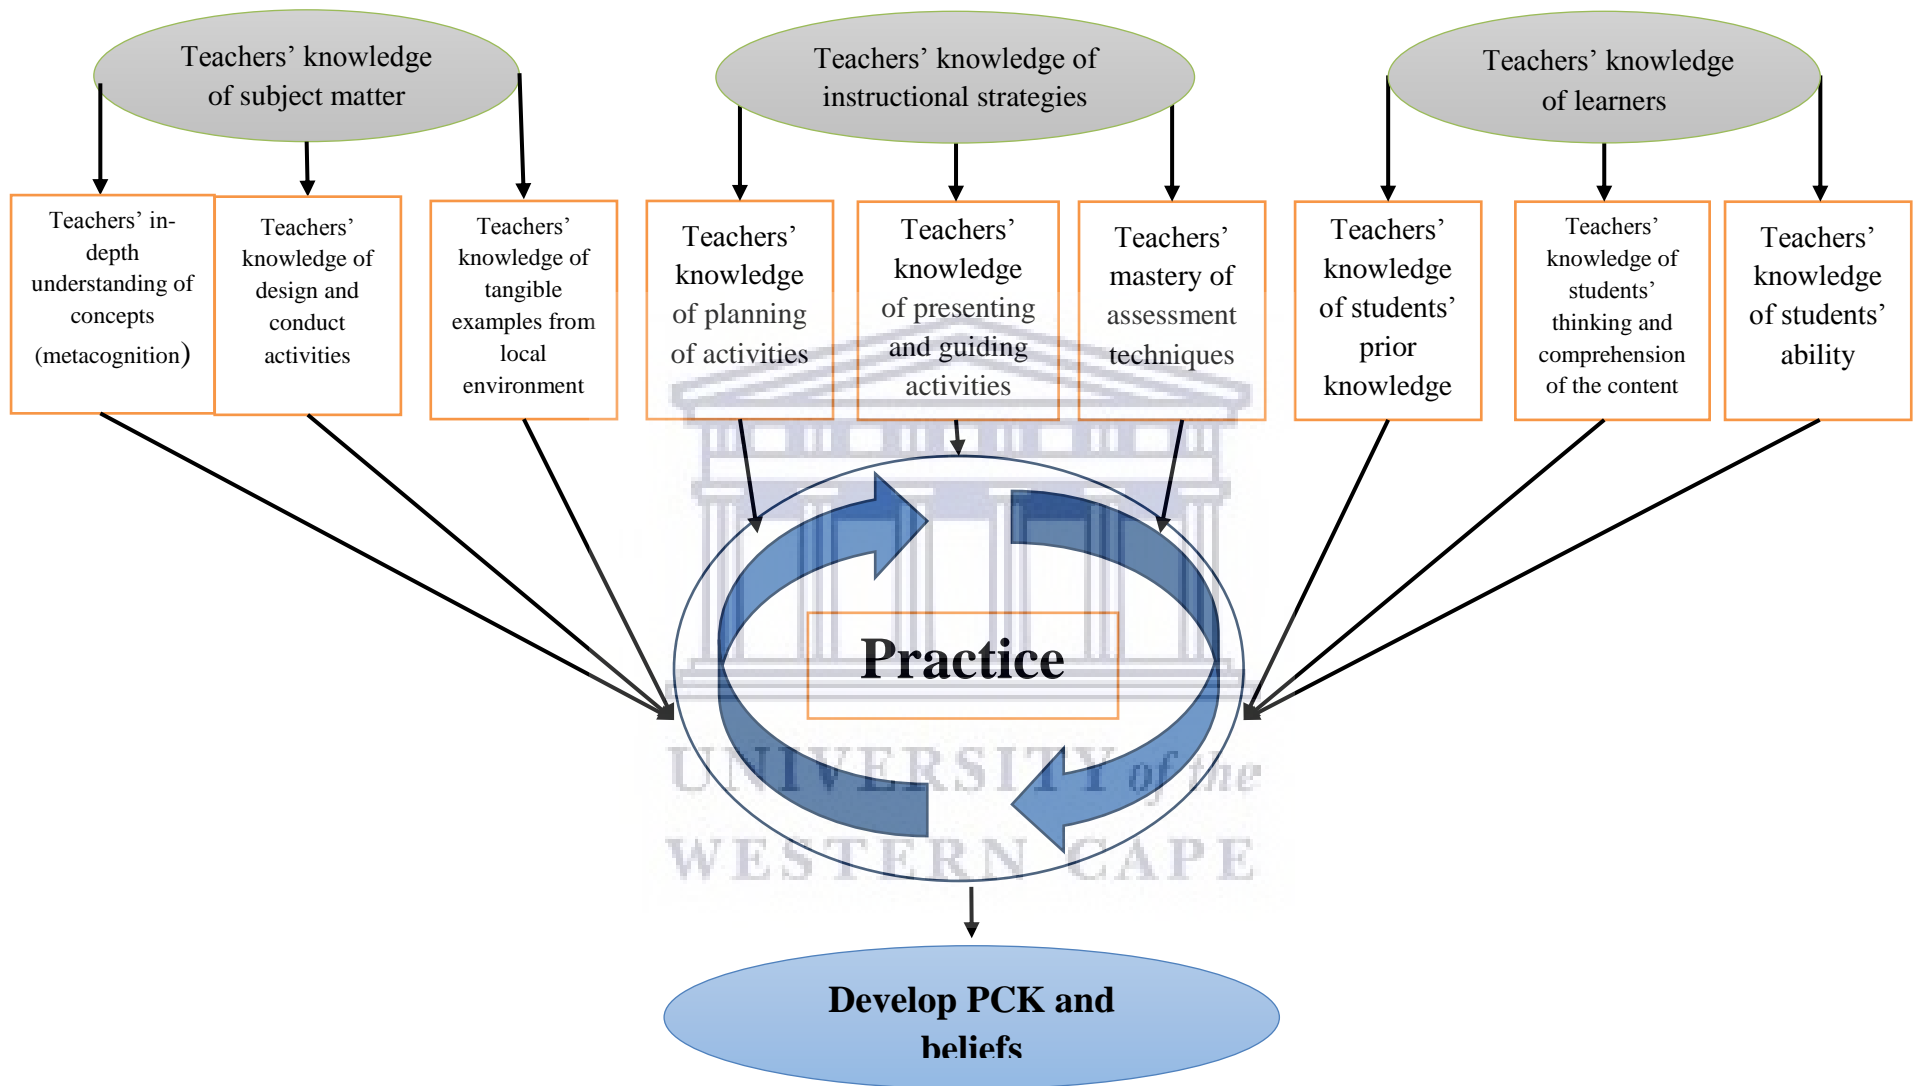 Teachers’ knowledge
of subject matter
Teachers’ knowledge of
instructional strategies
Teachers’ knowledge
of learners
Teachers’ in-
depth
understanding of
concepts
(metacognition)
Teachers’
knowledge of
design and
conduct
activities
Teachers’
knowledge of
tangible
examples from
local
environment
Teachers’
knowledge
of planning
of activities
Teachers’
knowledge
of presenting
and guiding
activities
Teachers’
mastery of
assessment
techniques
Teachers’
knowledge
of students’
prior
knowledge
Teachers’
knowledge of
students’
thinking and
comprehension
of the content
Teachers’
knowledge
of students’
ability
Practice
UNIVERSITY of the
WESTERN CAPE
Develop PCK and
beliefs